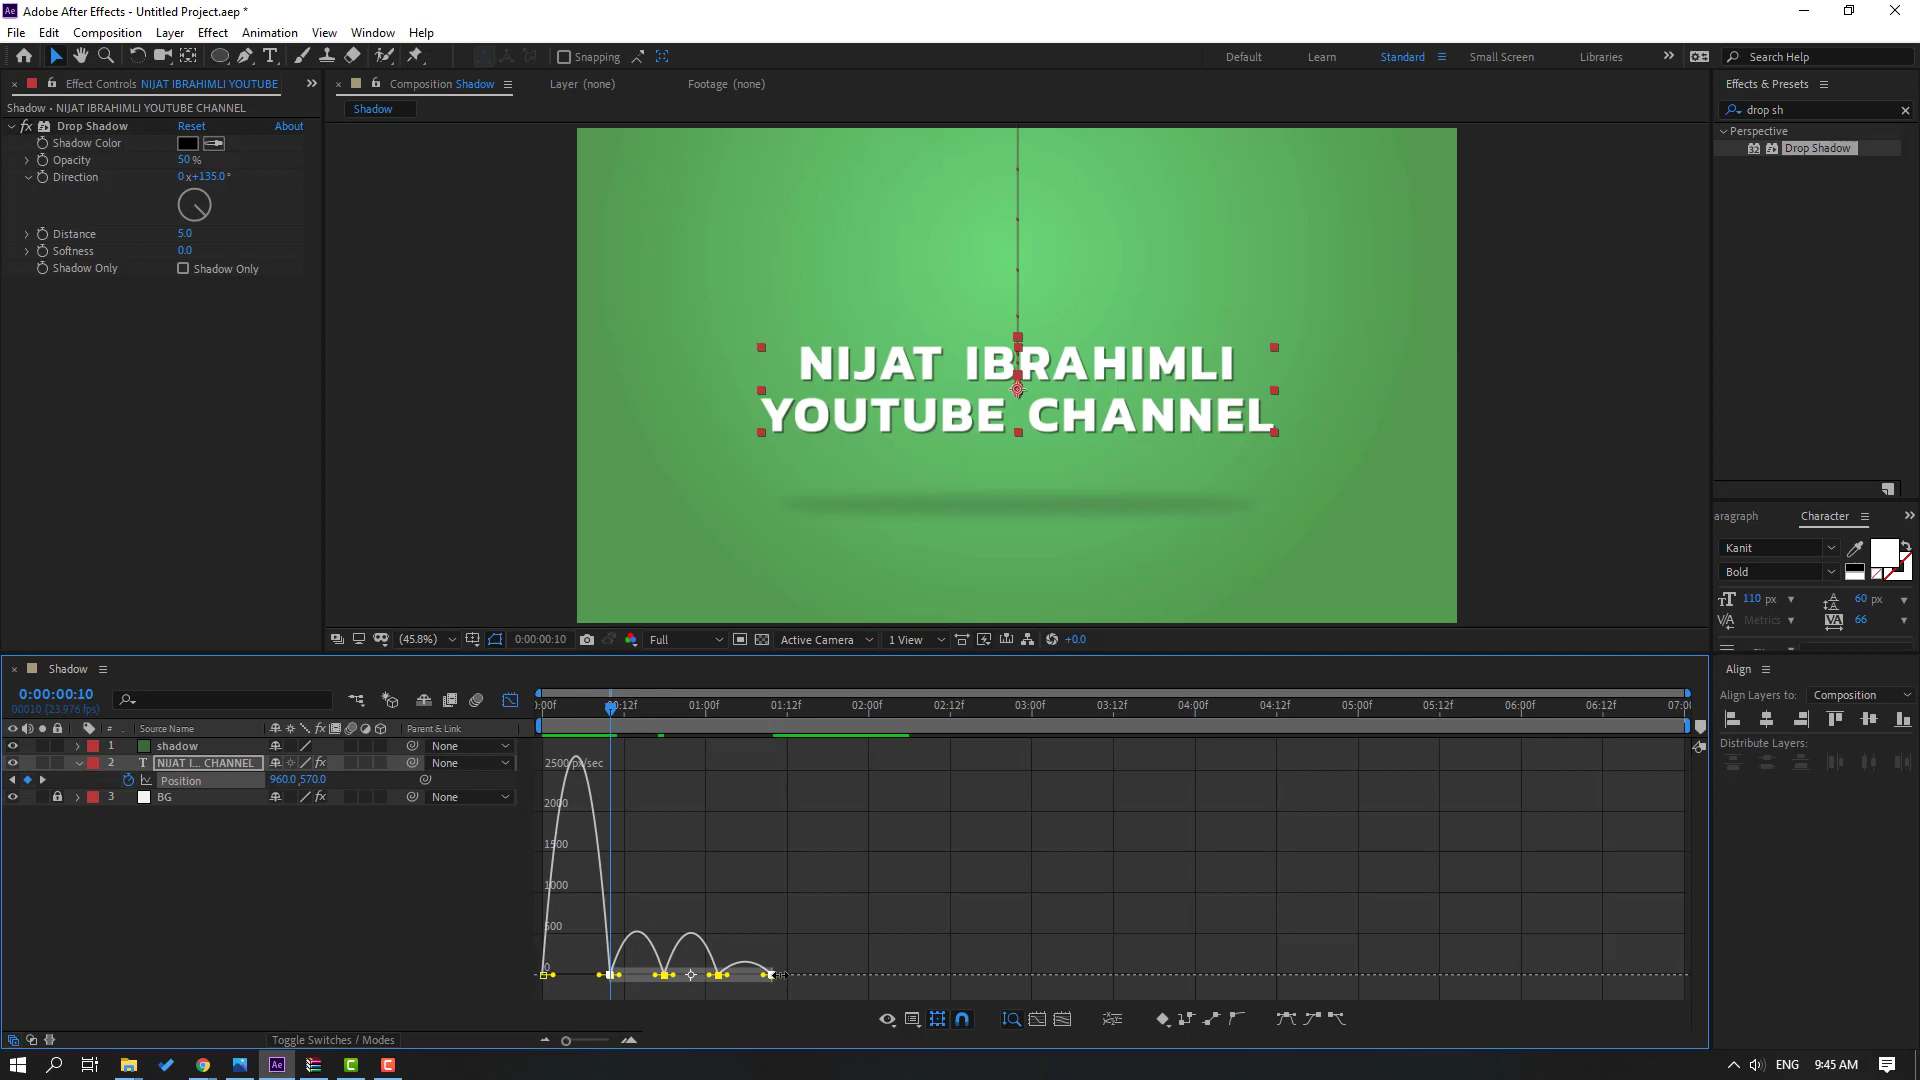 Adobe After Effects - Untitled Project.aep *
File Edit Composition Layer Effect Animation View Window Help
Snapping
Default Learn Standard Small Screen Libraries
Search Help
Effect Controls NIJAT IBRAHIMLI YOUTUBE
Composition Shadow
Layer (none)
Footage (none)
Effects & Presets
Shadow • NIJAT IBRAHIMLI YOUTUBE CHANNEL
Shadow
drop sh
fx Drop Shadow Reset About
Perspective
Drop Shadow
Shadow Color
Opacity 50 %
Direction 0 x+135.0 °
Distance 5.0
Softness 0.0
Shadow Only Shadow Only
NIJAT IBRAHIMLI
YOUTUBE CHANNEL
aragraph Character
Kanit
Bold
110 px 60 px
Metrics 66
(45.8%) 0:00:00:10 Full Active Camera 1 View +0.0
Shadow
Align
0:00:00:10
00010 (23.976 fps)
Align Layers to: Composition
Distribute Layers:
:00f 00:12f 01:00f 01:12f 02:00f 02:12f 03:00f 03:12f 04:00f 04:12f 05:00f 05:12f 06:00f 06:12f 07:00
# Source Name fx Parent & Link
1 shadow None
2 T NIJAT I... CHANNEL fx None
Position 960.0,570.0
3 BG fx None
2500 px/sec
2000
1500
1000
500
0
Toggle Switches / Modes
ENG 9:45 AM